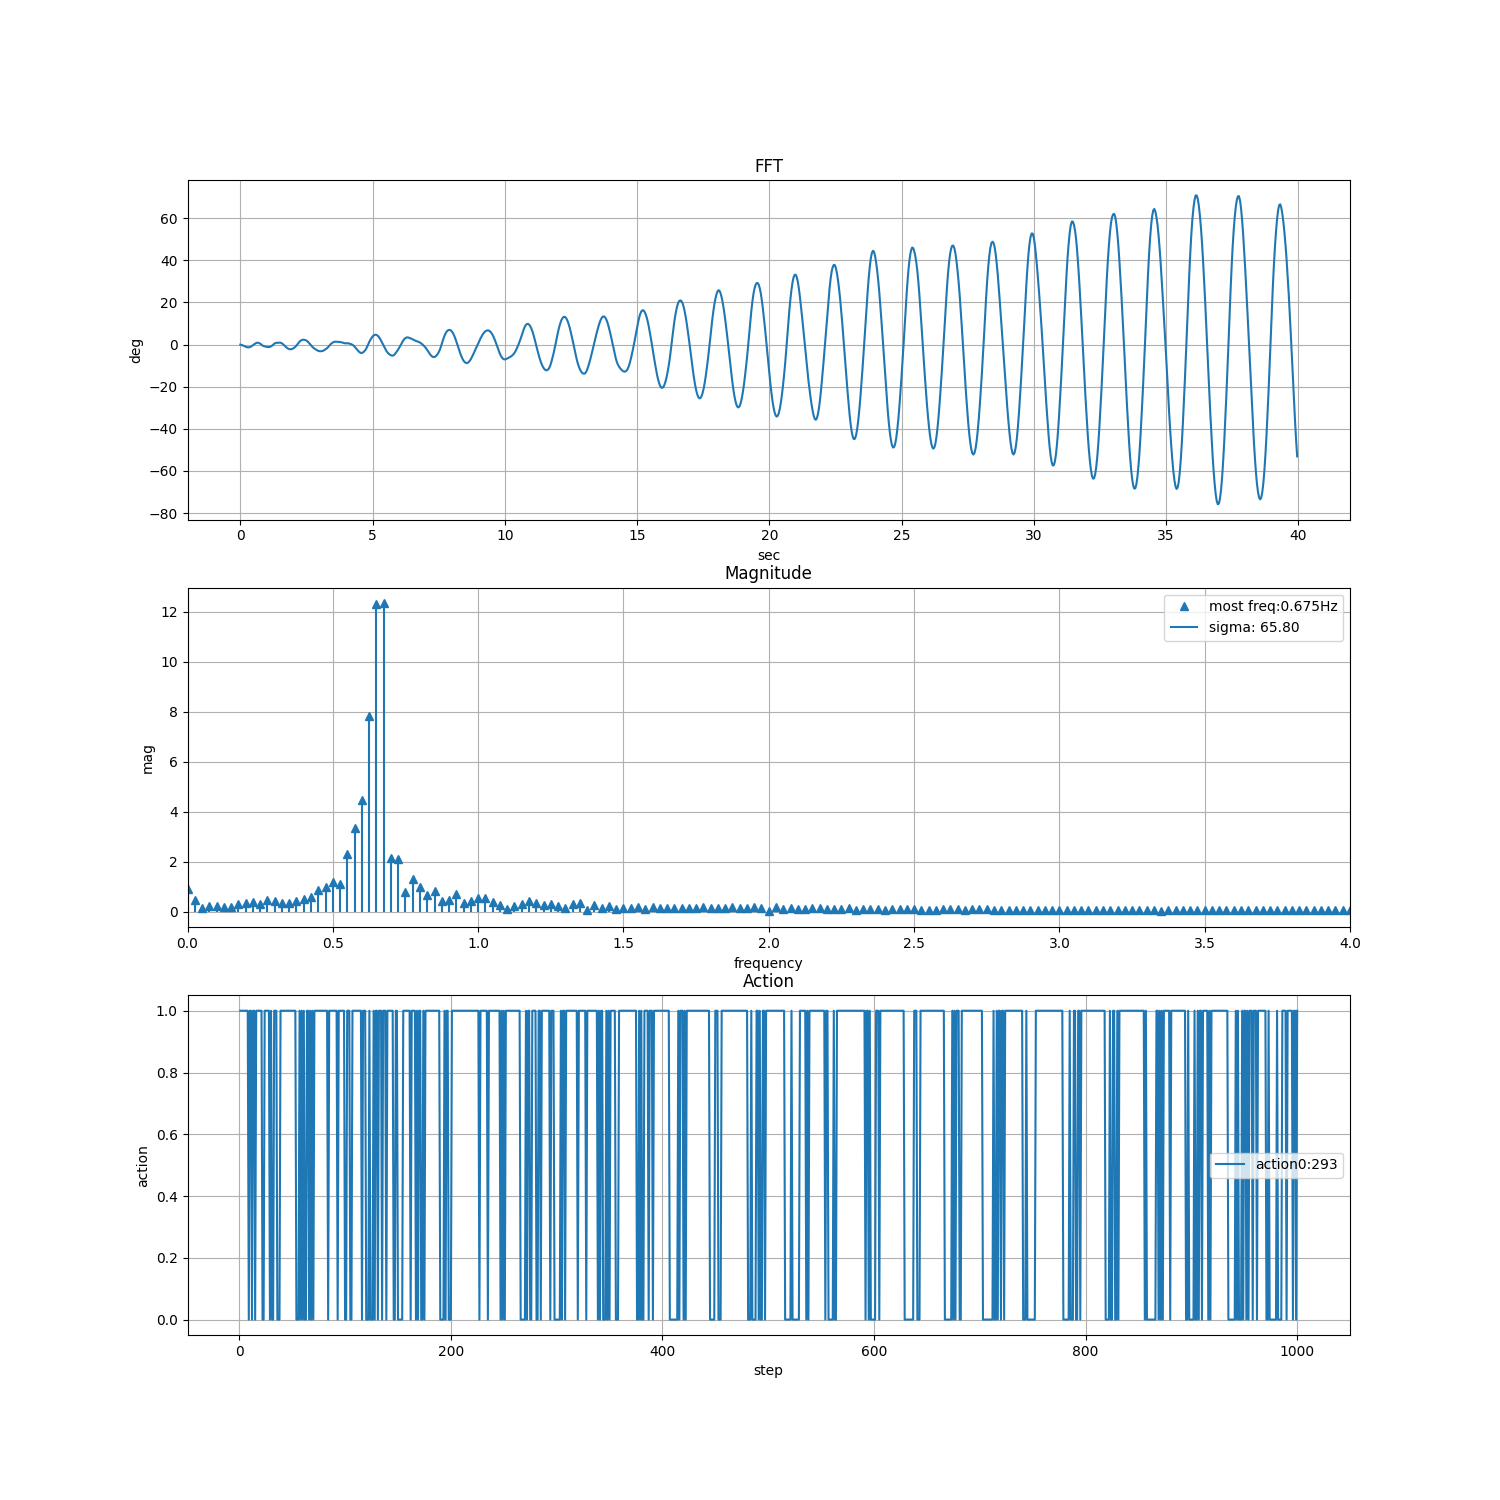 FFT
60
40
20
0
−20
−40
−60
−80
deg
0 5 10 15 20 25 30 35 40
sec
Magnitude
12
10
8
6
4
2
0
mag
most freq:0.675Hz
sigma: 65.80
0.0 0.5 1.0 1.5 2.0 2.5 3.0 3.5 4.0
frequency
Action
1.0
0.8
0.6
0.4
0.2
0.0
action
action0:293
0 200 400 600 800 1000
step